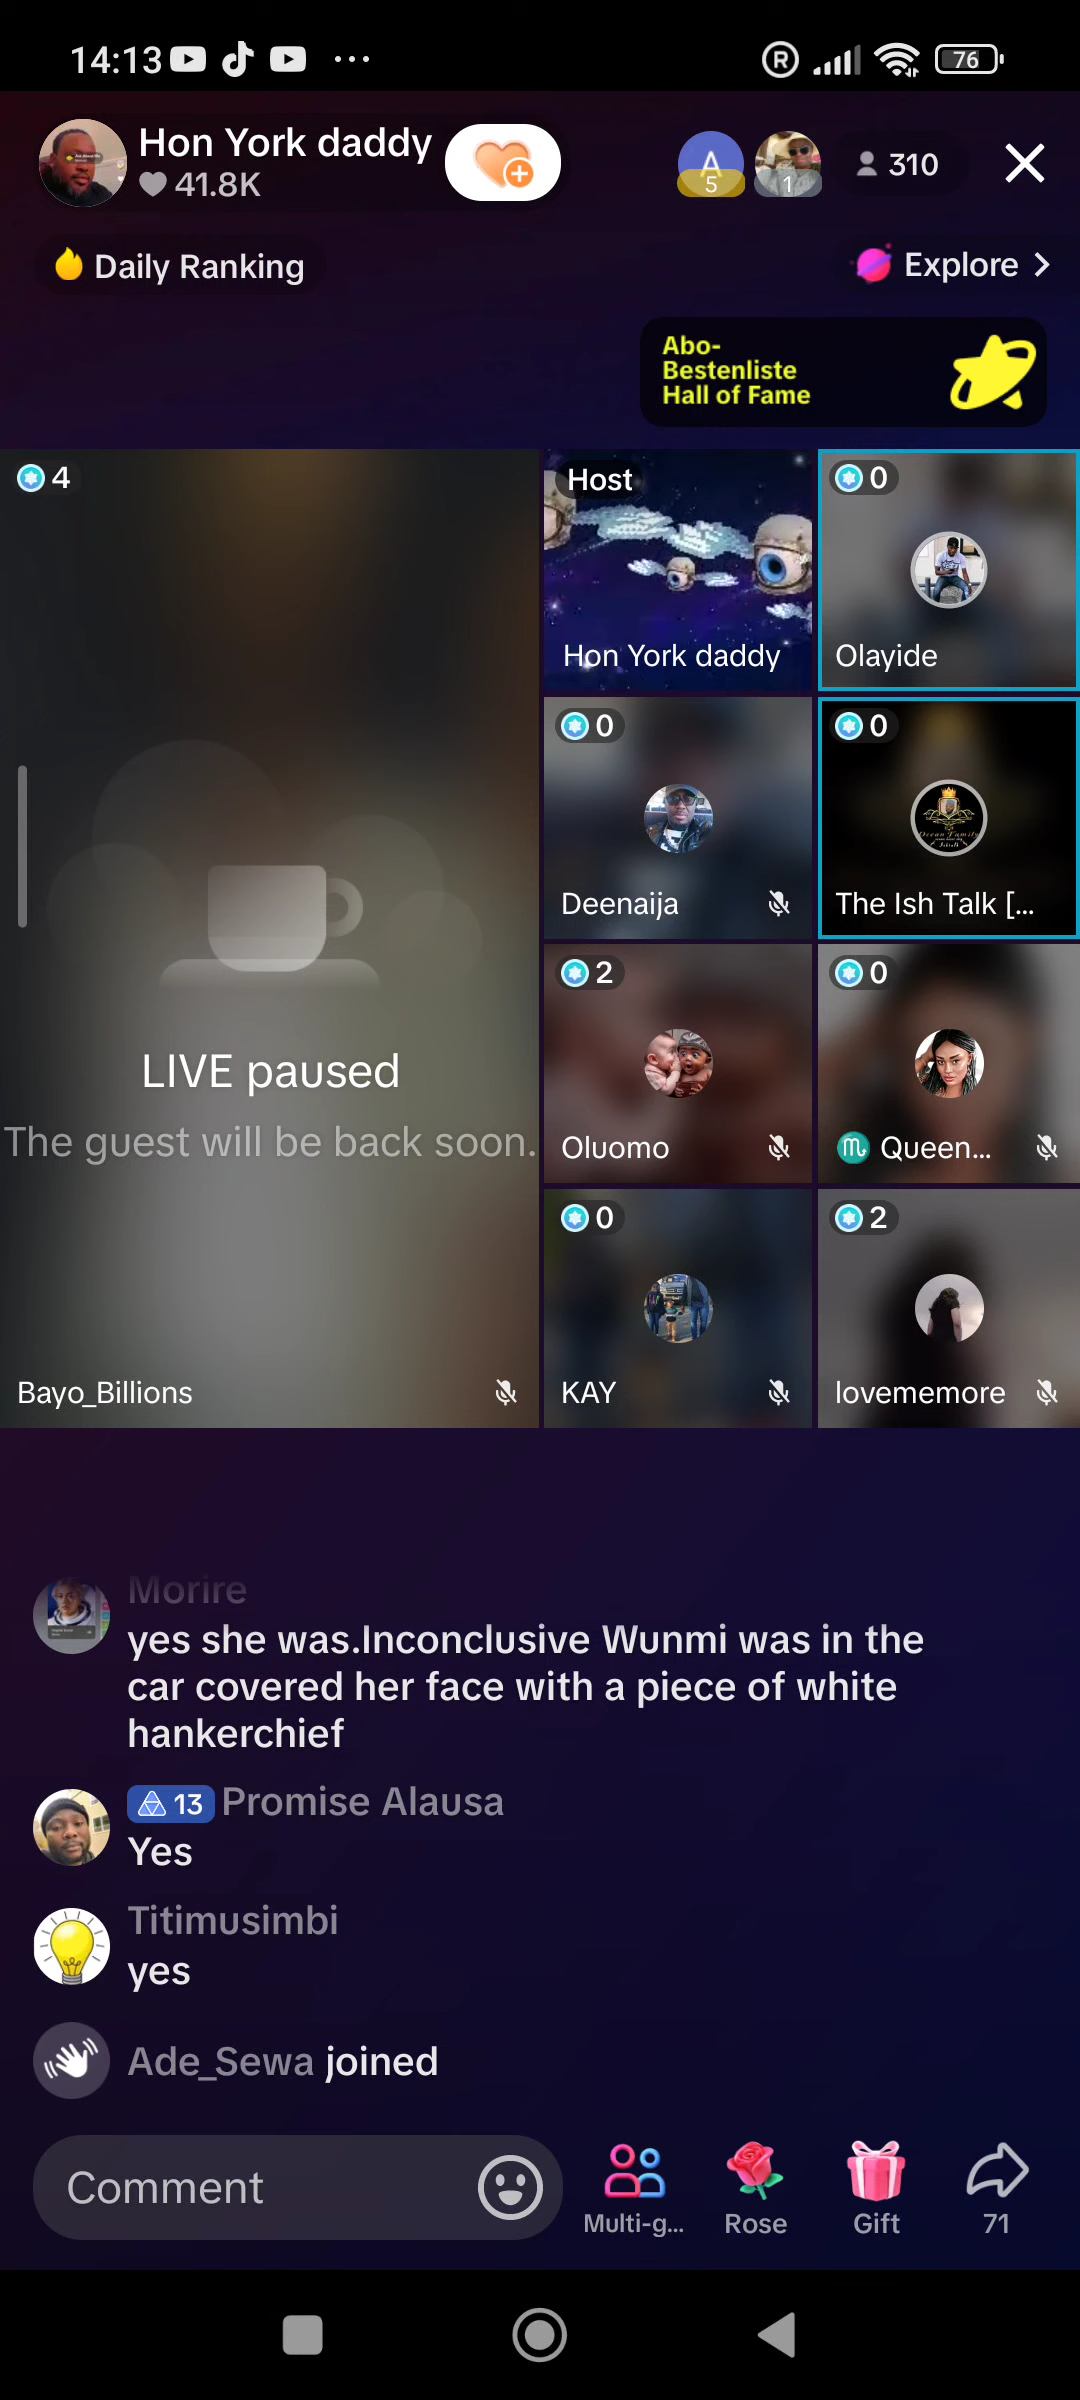 14:13
R
76
Hon York daddy
41.8K
A
5
1
310
Daily Ranking
Explore
Abo-
Bestenliste
Hall of Fame
4
Host
0
Hon York daddy
Olayide
0
0
Deenaija
The Ish Talk [...
2
0
LIVE paused
The guest will be back soon.
Oluomo
♏ Queen...
0
2
Bayo_Billions
KAY
lovememore
Morire
yes she was.Inconclusive Wunmi was in the
car covered her face with a piece of white
hankerchief
13 Promise Alausa
Yes
Titimusimbi
yes
Ade_Sewa joined
Comment
Multi-g...
Rose
Gift
71